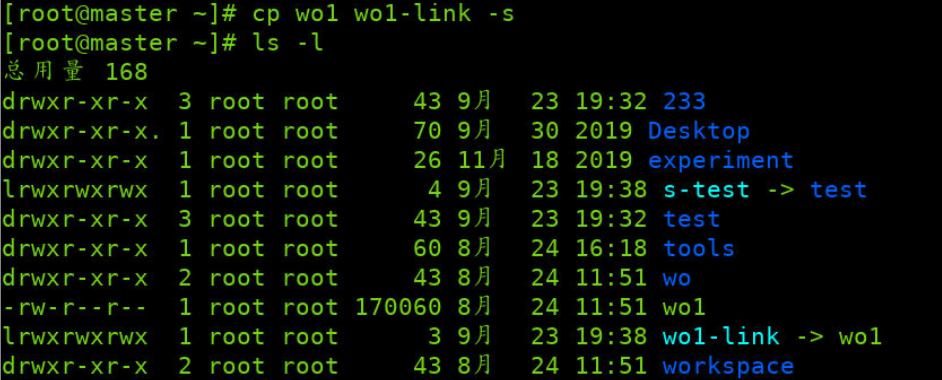 [root@master ~]# cp wo1 wo1-link -s
[root@master ~]# ls -l
总用量 168
drwxr-xr-x  3 root root     43 9月   23 19:32 233
drwxr-xr-x. 1 root root     70 9月   30 2019 Desktop
drwxr-xr-x  1 root root     26 11月  18 2019 experiment
lrwxrwxrwx  1 root root      4 9月   23 19:38 s-test -> test
drwxr-xr-x  3 root root     43 9月   23 19:32 test
drwxr-xr-x  1 root root     60 8月   24 16:18 tools
drwxr-xr-x  2 root root     43 8月   24 11:51 wo
-rw-r--r--  1 root root 170060 8月   24 11:51 wo1
lrwxrwxrwx  1 root root      3 9月   23 19:38 wo1-link -> wo1
drwxr-xr-x  2 root root     43 8月   24 11:51 workspace